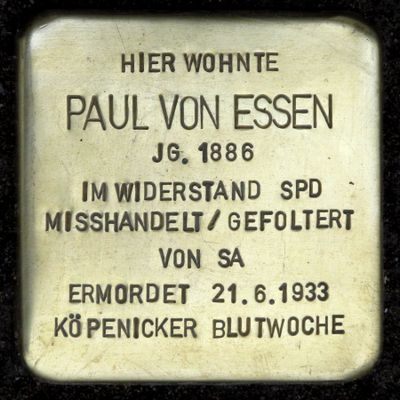 HIER WOHNTE
PAUL VON ESSEN
JG. 1886
IM WIDERSTAND SPD
MISSHANDELT/GEFOLTERT
VON SA
ERMORDET 21.6.1933
KÖPENICKER BLUTWOCHE